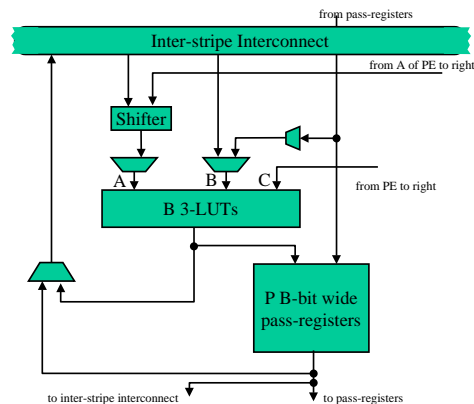 from pass-registers
Inter-stripe Interconnect
from A of PE to right
Shifter
A
B
C
from PE to right
B 3-LUTs
P B-bit wide
pass-registers
to inter-stripe interconnect
to pass-registers